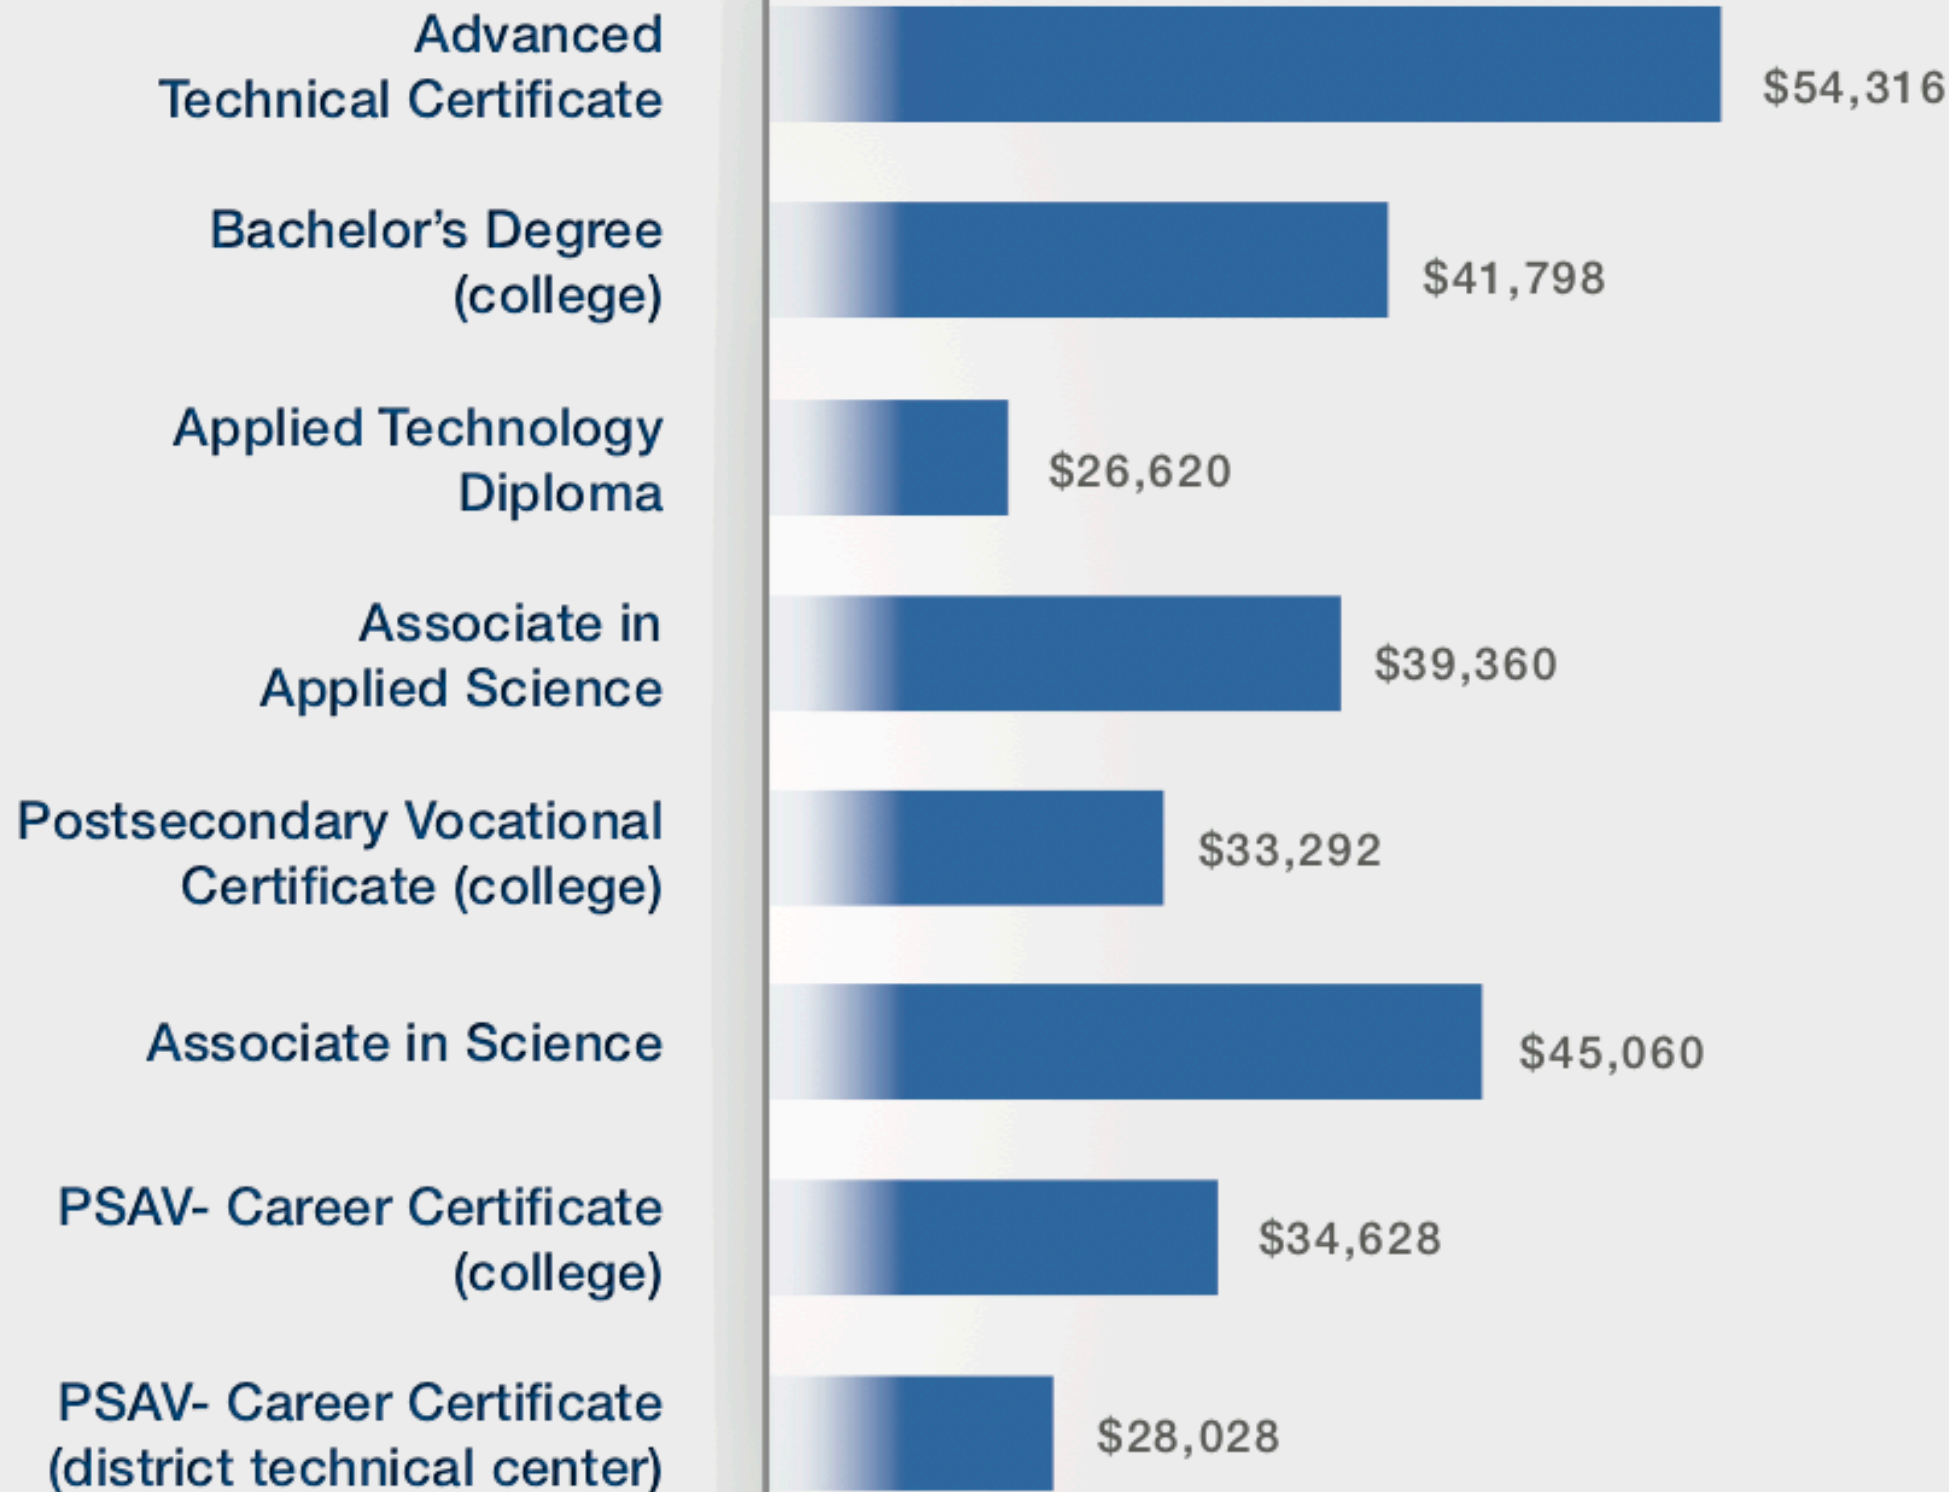 Advanced
Technical Certificate
$54,316
Bachelor’s Degree
(college)
$41,798
Applied Technology
Diploma
$26,620
Associate in
Applied Science
$39,360
Postsecondary Vocational
Certificate (college)
$33,292
Associate in Science
$45,060
PSAV- Career Certificate
(college)
$34,628
PSAV- Career Certificate
(district technical center)
$28,028